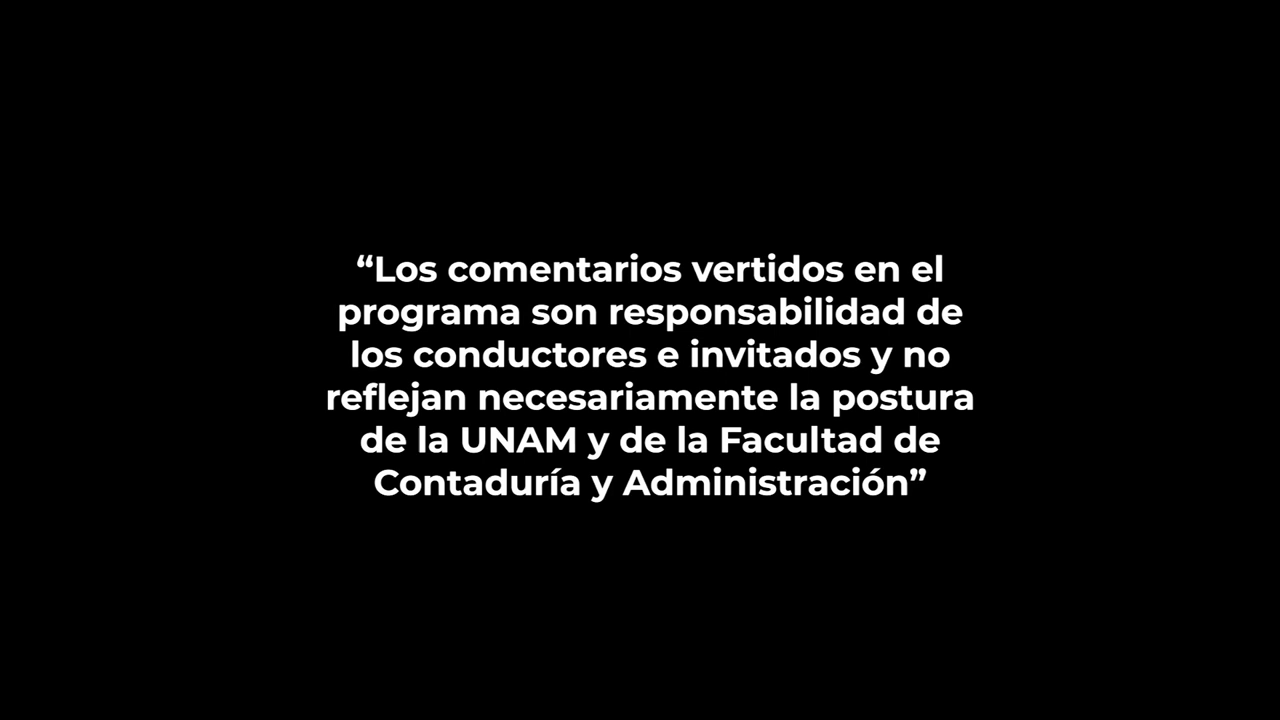 “Los comentarios vertidos en el
programa son responsabilidad de
los conductores e invitados y no
reflejan necesariamente la postura
de la UNAM y de la Facultad de
Contaduría y Administración”